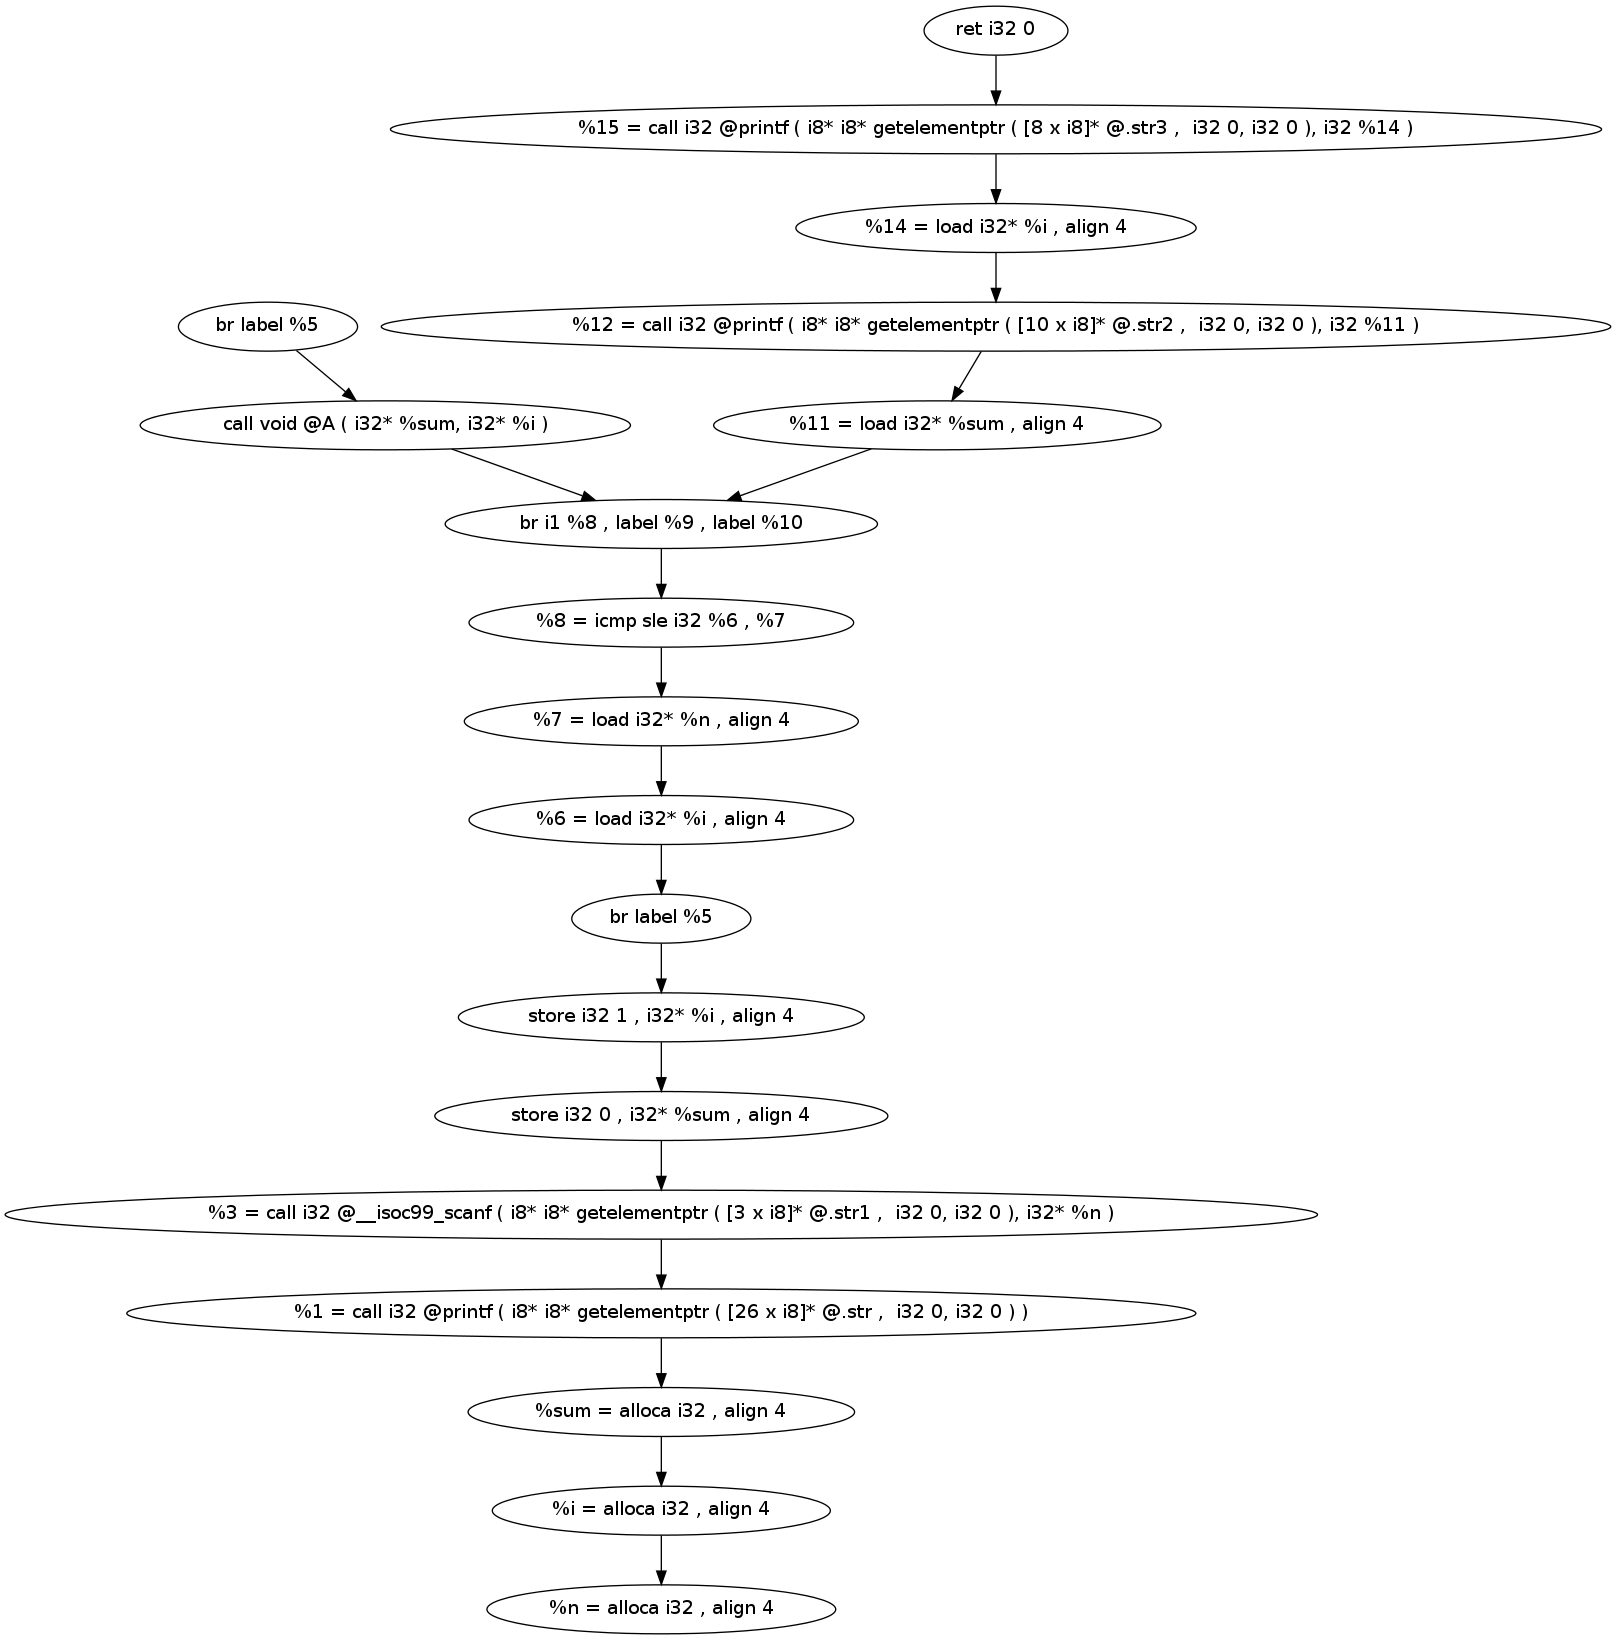 ret i32 0
%15 = call i32 @printf ( i8* i8* getelementptr ( [8 x i8]* @.str3 ,  i32 0, i32 0 ), i32 %14 )
%14 = load i32* %i , align 4
br label %5
%12 = call i32 @printf ( i8* i8* getelementptr ( [10 x i8]* @.str2 ,  i32 0, i32 0 ), i32 %11 )
call void @A ( i32* %sum, i32* %i )
%11 = load i32* %sum , align 4
br i1 %8 , label %9 , label %10
%8 = icmp sle i32 %6 , %7
%7 = load i32* %n , align 4
%6 = load i32* %i , align 4
br label %5
store i32 1 , i32* %i , align 4
store i32 0 , i32* %sum , align 4
%3 = call i32 @__isoc99_scanf ( i8* i8* getelementptr ( [3 x i8]* @.str1 ,  i32 0, i32 0 ), i32* %n )
%1 = call i32 @printf ( i8* i8* getelementptr ( [26 x i8]* @.str ,  i32 0, i32 0 ) )
%sum = alloca i32 , align 4
%i = alloca i32 , align 4
%n = alloca i32 , align 4